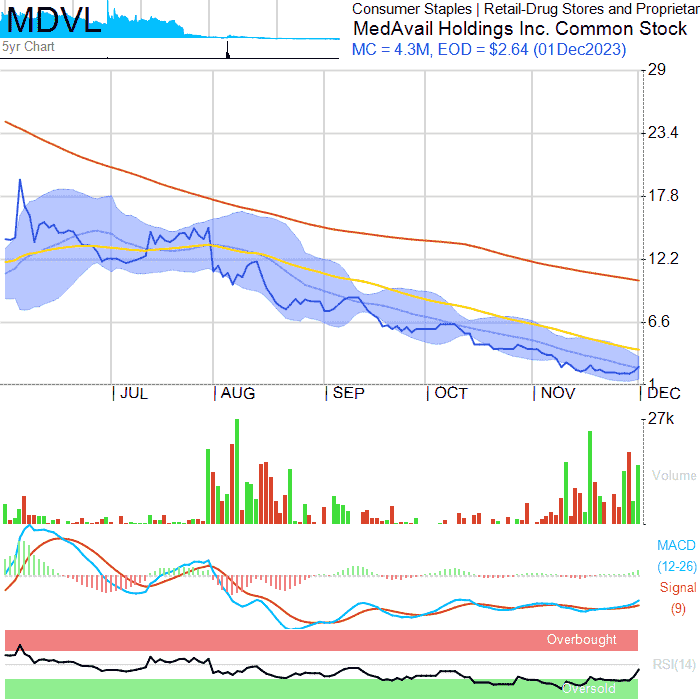 MDVL
5yr Chart
Consumer Staples | Retail-Drug Stores and Proprietar
MedAvail Holdings Inc. Common Stock
MC = 4.3M, EOD = $2.64 (01Dec2023)
29
23.4
17.8
12.2
6.6
1
JUL AUG SEP OCT NOV DEC
27k
Volume
MACD
(12-26)
Signal
(9)
Overbought
RSI(14)
Oversold